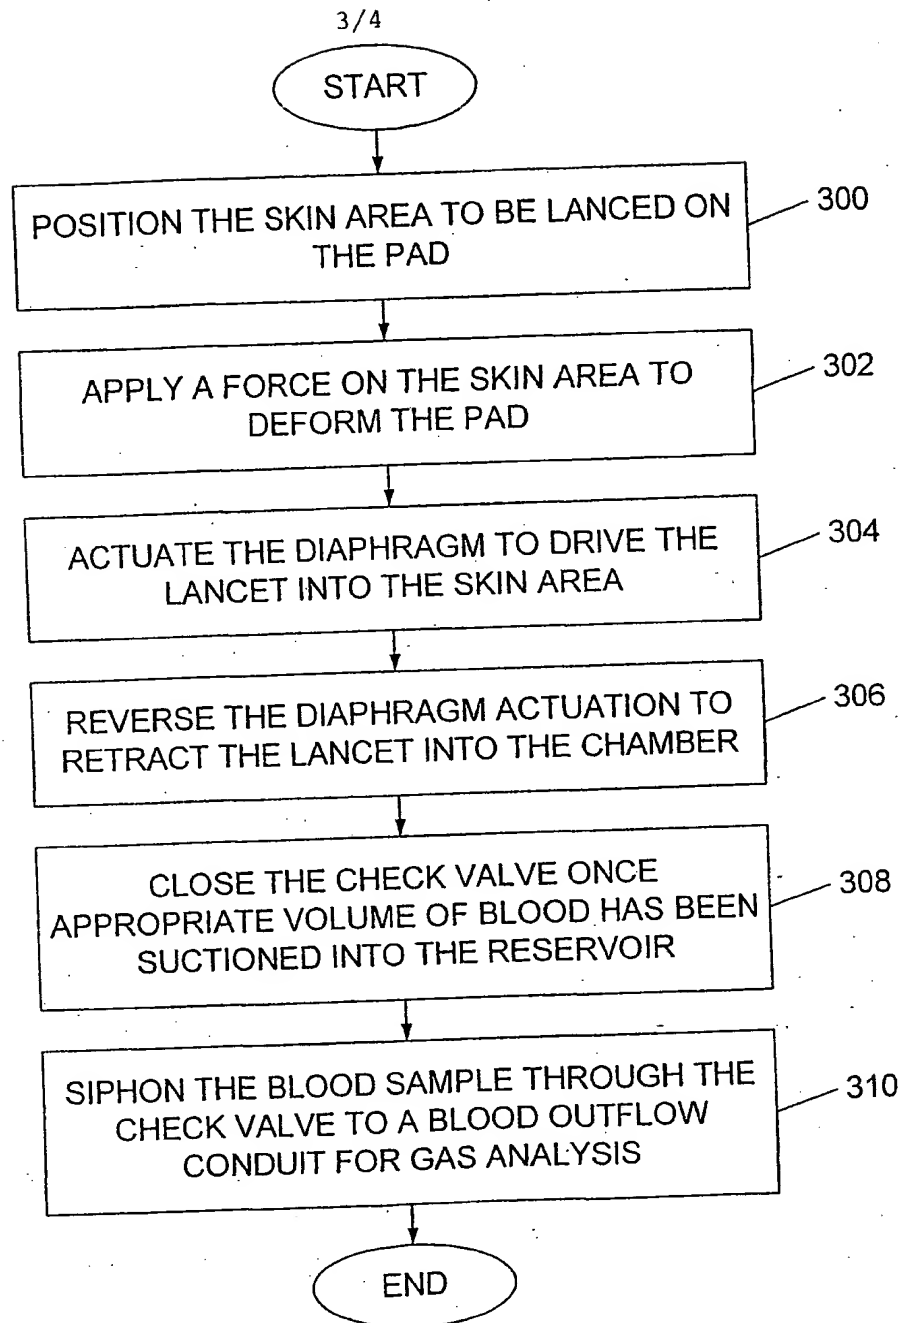 3/4
START
POSITION THE SKIN AREA TO BE LANCED ON
THE PAD
300
APPLY A FORCE ON THE SKIN AREA TO
DEFORM THE PAD
302
ACTUATE THE DIAPHRAGM TO DRIVE THE
LANCET INTO THE SKIN AREA
304
REVERSE THE DIAPHRAGM ACTUATION TO
RETRACT THE LANCET INTO THE CHAMBER
306
CLOSE THE CHECK VALVE ONCE
APPROPRIATE VOLUME OF BLOOD HAS BEEN
SUCTIONED INTO THE RESERVOIR
308
SIPHON THE BLOOD SAMPLE THROUGH THE
CHECK VALVE TO A BLOOD OUTFLOW
CONDUIT FOR GAS ANALYSIS
310
END